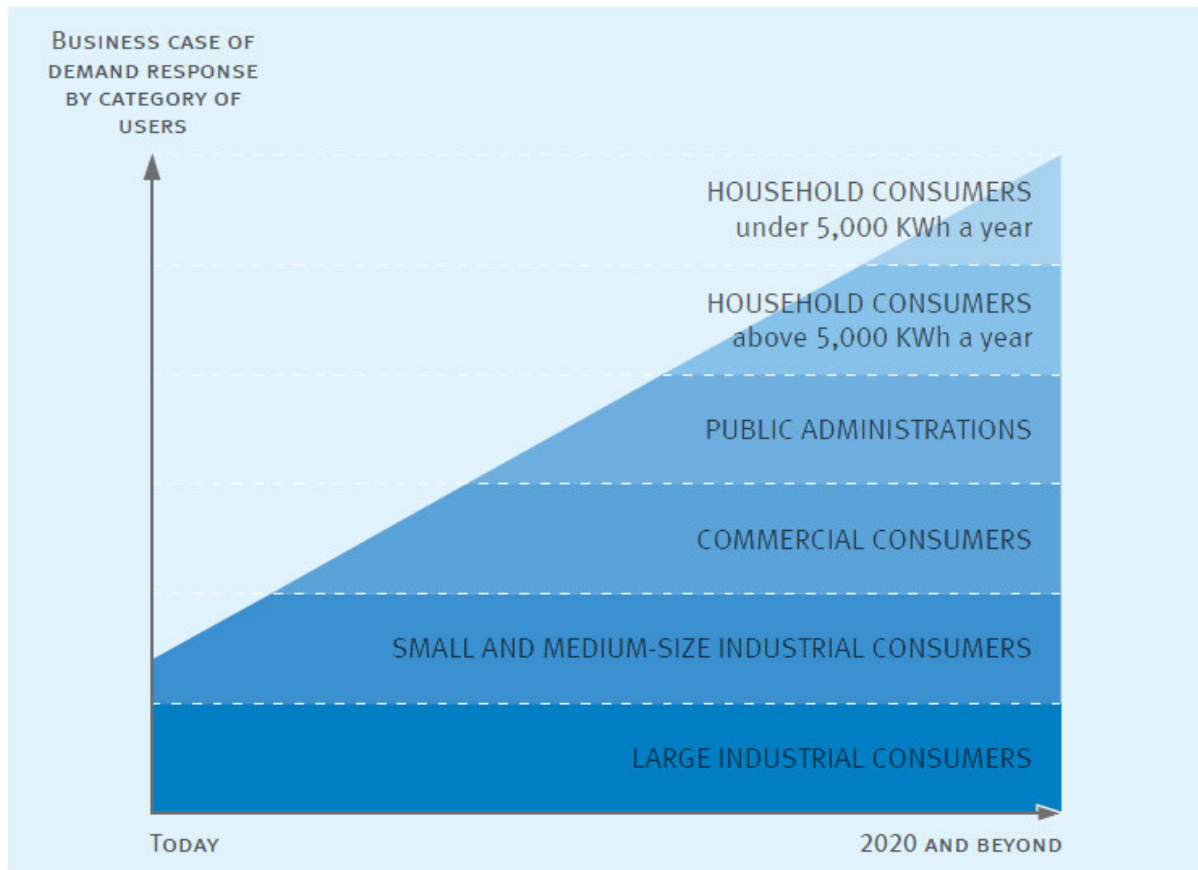 BUSINESS CASE OF
DEMAND RESPONSE
BY CATEGORY OF
USERS
HOUSEHOLD CONSUMERS
under 5,000 KWh a year
HOUSEHOLD CONSUMERS
above 5,000 KWh a year
PUBLIC ADMINISTRATIONS
COMMERCIAL CONSUMERS
SMALL AND MEDIUM-SIZE INDUSTRIAL CONSUMERS
LARGE INDUSTRIAL CONSUMERS
TODAY
2020 AND BEYOND